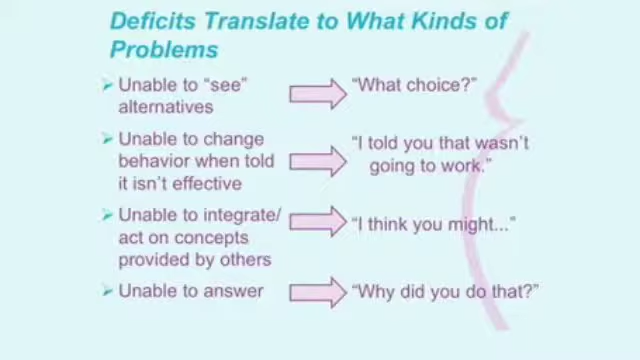 Deficits Translate to What Kinds of
Problems
Unable to “see” “What choice?”
alternatives
Unable to change
behavior when told
it isn’t effective
“I told you that wasn’t
going to work.”
Unable to integrate/
act on concepts
provided by others
“I think you might...”
Unable to answer “Why did you do that?”